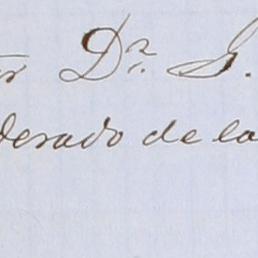 Dr. G.
derado de la